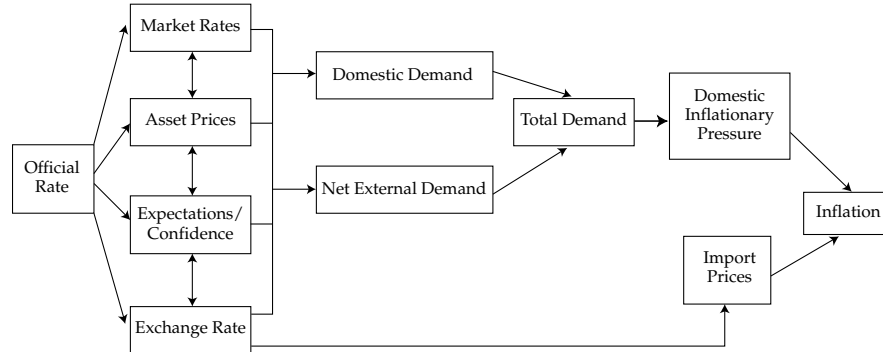 Market Rates
Asset Prices
Official
Rate
Expectations/
Confidence
Exchange Rate
Domestic Demand
Net External Demand
Total Demand
Domestic
Inflationary
Pressure
Import
Prices
Inflation